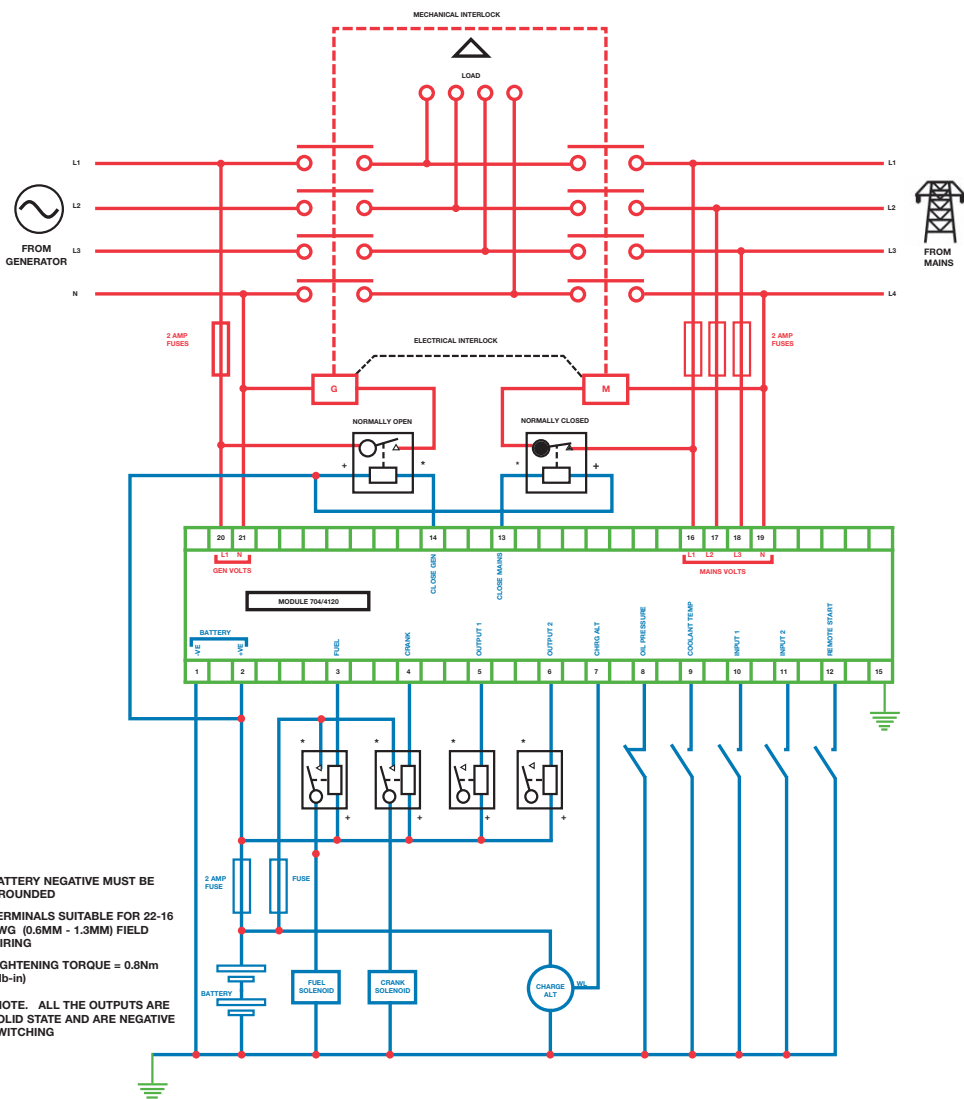 MECHANICAL INTERLOCK
LOAD
L1
L1
L2
L2
FROM
GENERATOR
L3
L3
FROM
MAINS
N
L4
2 AMP
FUSES
2 AMP
FUSES
ELECTRICAL INTERLOCK
G
M
NORMALLY OPEN
NORMALLY CLOSED
+
*
*
+
20
21
14
13
16
17
18
19
L1
N
GEN VOLTS
CLOSE GEN
CLOSE MAINS
L1
L2
L3
N
MAINS VOLTS
MODULE 704/4120
BATTERY
-VE
+VE
FUEL
CRANK
OUTPUT 1
OUTPUT 2
CHRG ALT
OIL PRESSURE
COOLANT TEMP
INPUT 1
INPUT 2
REMOTE START
1
2
3
4
5
6
7
8
9
10
11
12
15
*
*
*
*
+
+
+
+
2 AMP
FUSE
FUSE
ATTERY NEGATIVE MUST BE
ROUNDED
ERMINALS SUITABLE FOR 22-16
WG (0.6MM - 1.3MM) FIELD
IRING
IGHTENING TORQUE = 0.8Nm
lb-in)
NOTE. ALL THE OUTPUTS ARE
OLID STATE AND ARE NEGATIVE
WITCHING
BATTERY
FUEL
SOLENOID
CRANK
SOLENOID
CHARGE
ALT
WL